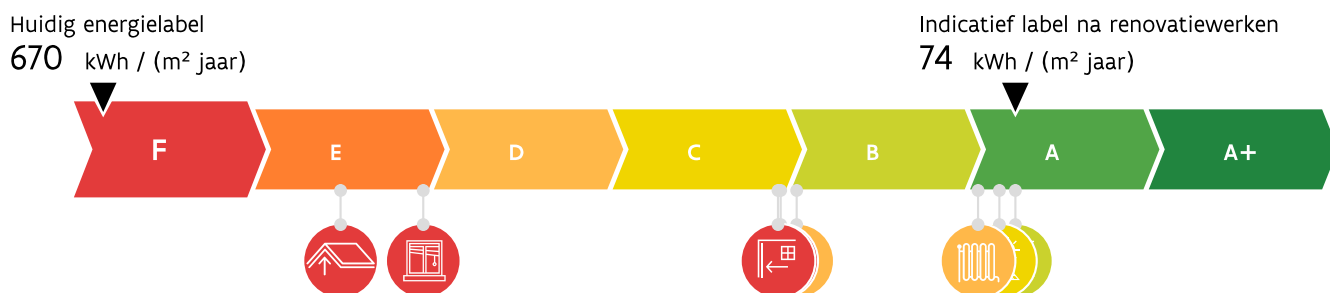 Huidig energielabel
670 kWh / (m² jaar)
Indicatief label na renovatiewerken
74 kWh / (m² jaar)
F E D C B A A+